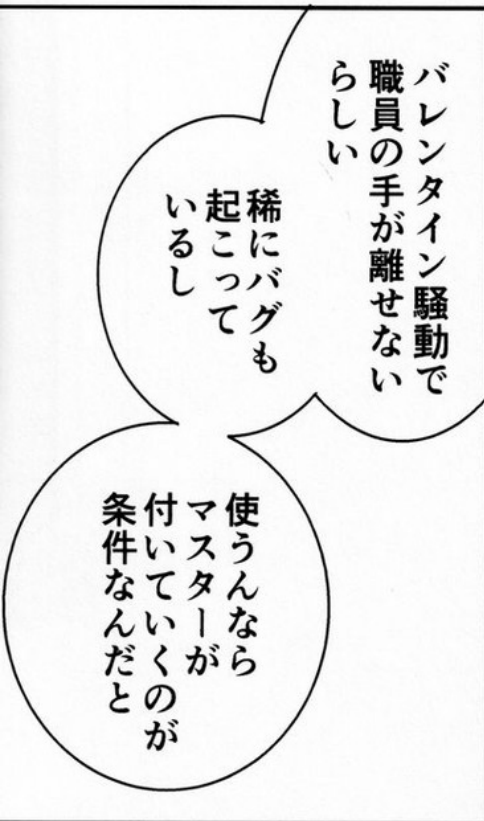 バレンタイン騒動で
職員の手が離せない
らしい
稀にバグも
起こって
いるし
使うんなら
マスターが
付いていくのが
条件なんだと